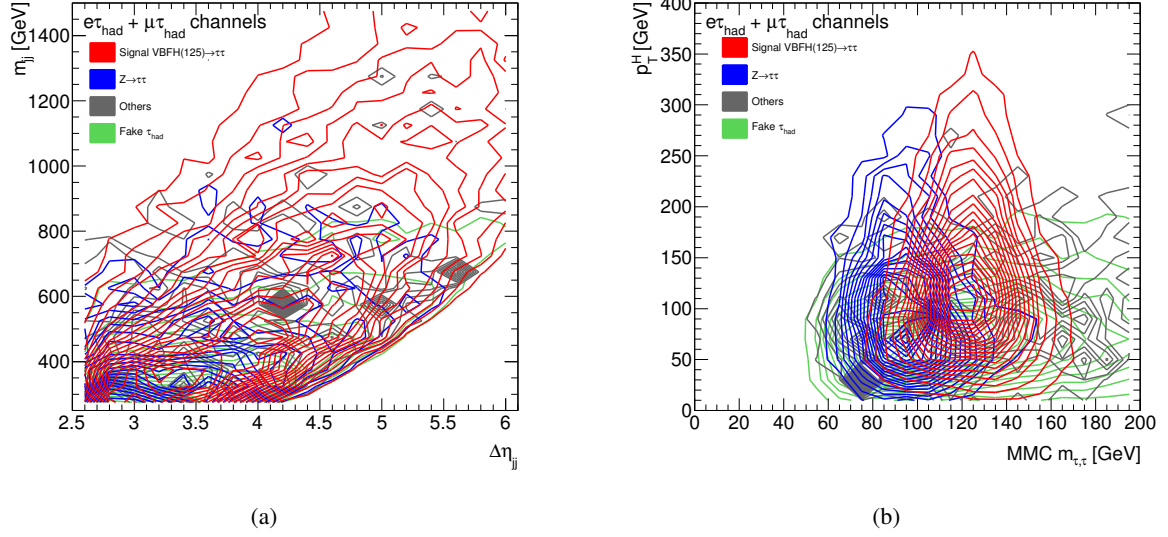 eτhad + μτhad channels
mjj [GeV]
Signal VBFH(125)→ττ
Z→ττ
Others
Fake τhad
1400
1200
1000
800
600
400
2.5 3 3.5 4 4.5 5 5.5 6
Δηjj
(a)
eτhad + μτhad channels
pTH [GeV]
Signal VBFH(125)→ττ
Z→ττ
Others
Fake τhad
400
350
300
250
200
150
100
50
0
0 20 40 60 80 100 120 140 160 180 200
MMC mτ,τ [GeV]
(b)